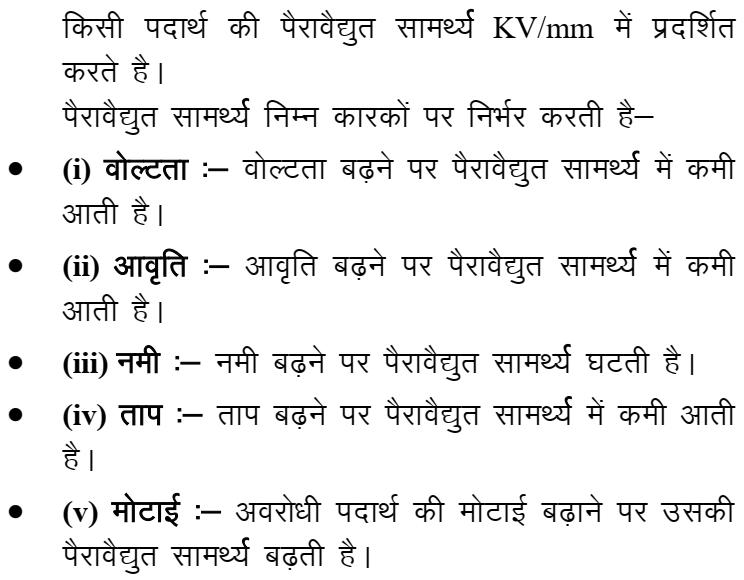 किसी पदार्थ की पैरावैद्युत सामर्थ्य KV/mm में प्रदर्शित
करते है।
पैरावैद्युत सामर्थ्य निम्न कारकों पर निर्भर करती है–
• (i) वोल्टता :– वोल्टता बढ़ने पर पैरावैद्युत सामर्थ्य में कमी
आती है।
• (ii) आवृति :– आवृति बढ़ने पर पैरावैद्युत सामर्थ्य में कमी
आती है।
• (iii) नमी :– नमी बढ़ने पर पैरावैद्युत सामर्थ्य घटती है।
• (iv) ताप :– ताप बढ़ने पर पैरावैद्युत सामर्थ्य में कमी आती
है।
• (v) मोटाई :– अवरोधी पदार्थ की मोटाई बढ़ाने पर उसकी
पैरावैद्युत सामर्थ्य बढ़ती है।